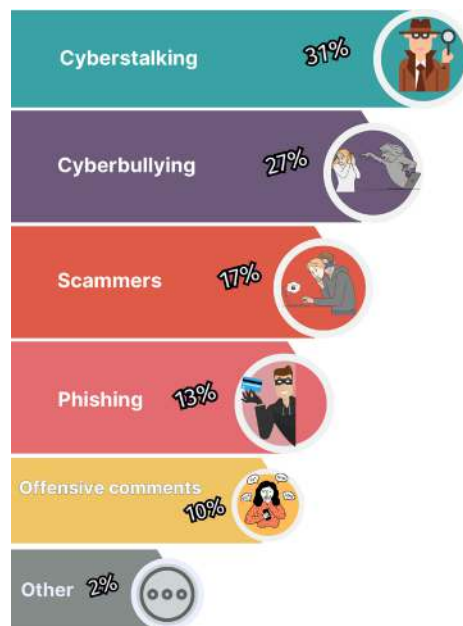 Cyberstalking 31%
Cyberbullying 27%
Scammers 17%
Phishing 13%
Offensive comments
10%
Other 2%